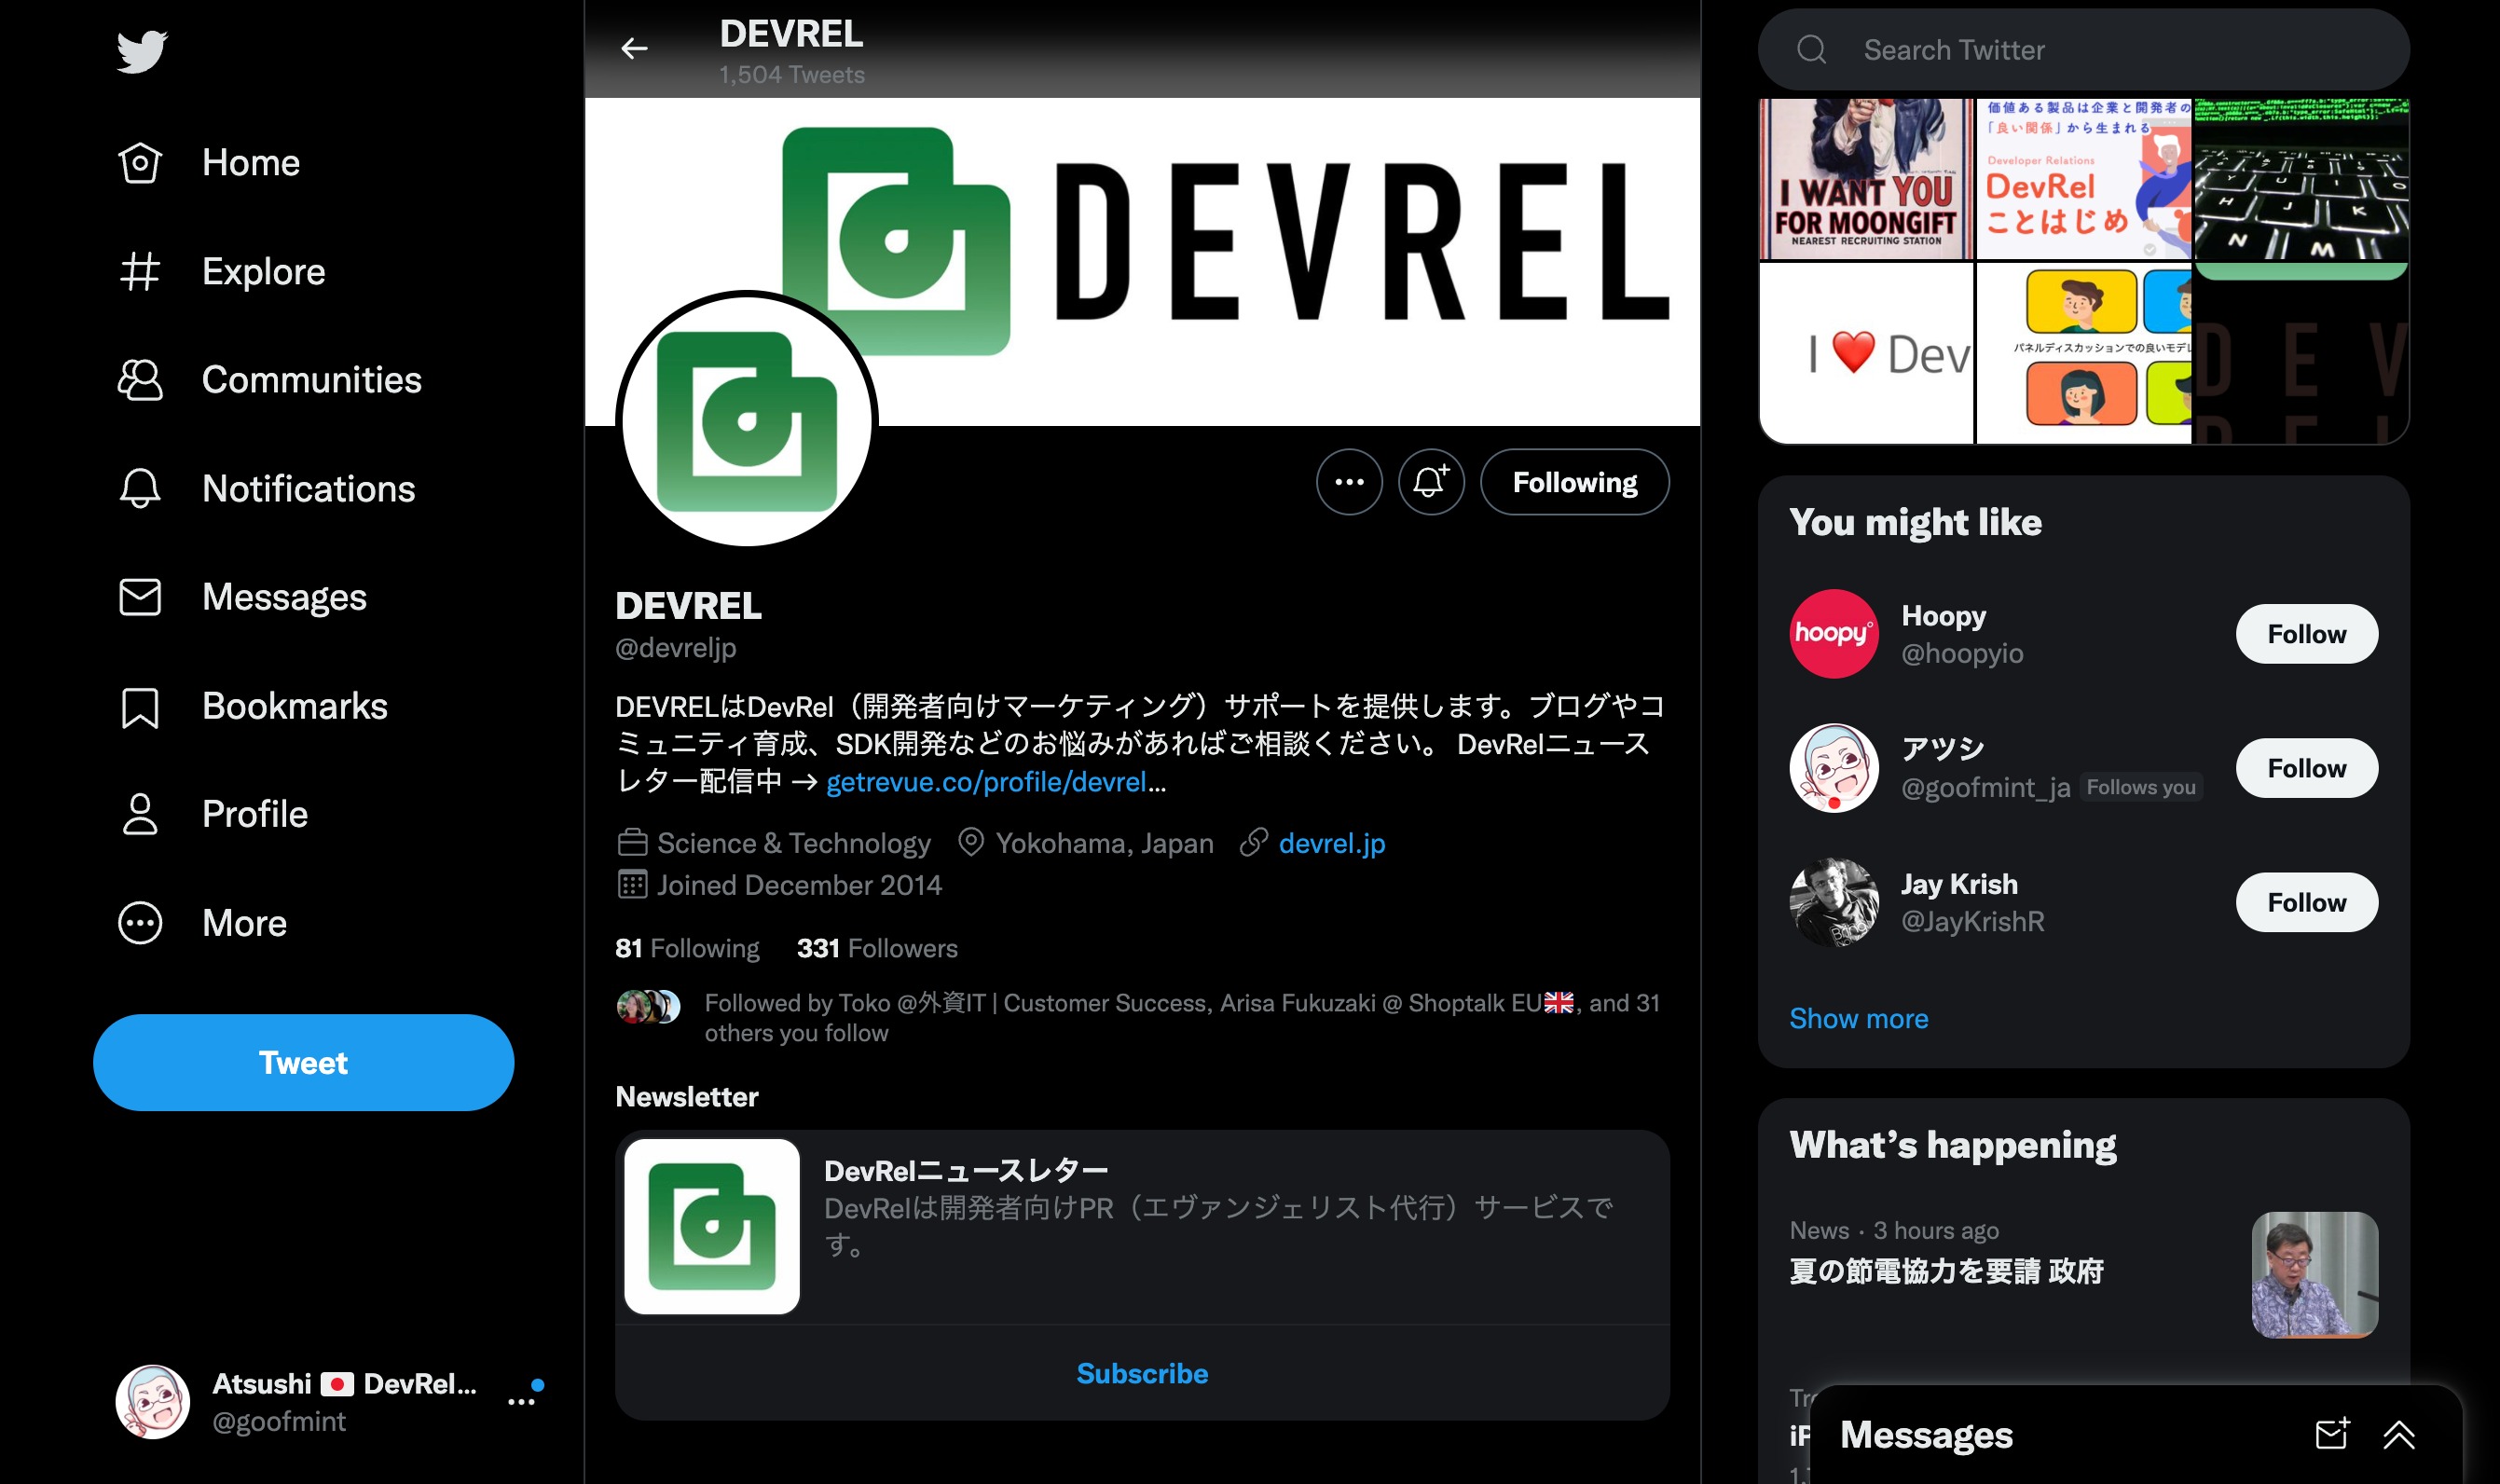 Home
Explore
Communities
Notifications
Messages
Bookmarks
Profile
More
Tweet
Atsushi 🇯🇵 DevRel...
@goofmint
DEVREL
1,504 Tweets
DEVREL
Following
DEVREL
@devreljp
DEVRELはDevRel（開発者向けマーケティング）サポートを提供します。ブログやコ
ミュニティ育成、SDK開発などのお悩みがあればご相談ください。 DevRelニュース
レター配信中 → getrevue.co/profile/devrel...
Science & Technology Yokohama, Japan devrel.jp
Joined December 2014
81 Following 331 Followers
Followed by Toko @外資IT | Customer Success, Arisa Fukuzaki @ Shoptalk EU🇬🇧, and 31
others you follow
Newsletter
DevRelニュースレター
DevRelは開発者向けPR（エヴァンジェリスト代行）サービスで
す。
Subscribe
Search Twitter
I WANT YOU
FOR MOONGIFT
NEAREST RECRUITING STATION
価値ある製品は企業と開発者の
「良い関係」から生まれる
Developer Relations
DevRel
ことはじめ
I ❤️ Dev
パネルディスカッションでの良いモデレ
DEV
You might like
hoopy
Hoopy
@hoopyio
Follow
アツシ
@goofmint_ja Follows you
Follow
Jay Krish
@JayKrishR
Follow
Show more
What's happening
News · 3 hours ago
夏の節電協力を要請 政府
Messages